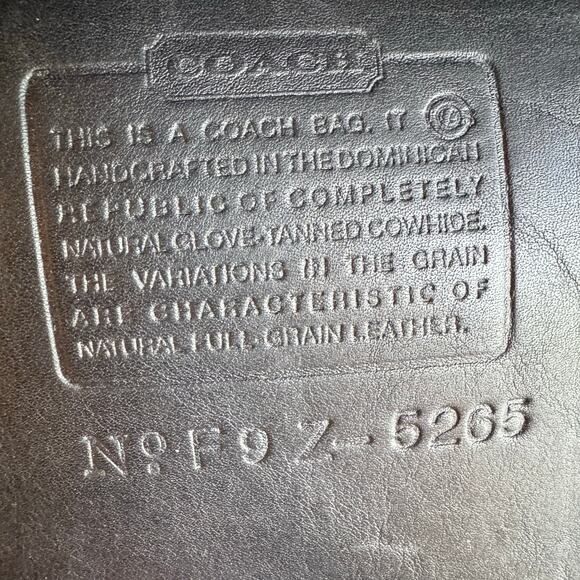 COACH
THIS IS A COACH BAG. IT
HANDCRAFTED IN THE DOMINICAN
REPUBLIC OF COMPLETELY
NATURAL GLOVE-TANNED COWHIDE.
THE VARIATIONS IN THE GRAIN
ARE CHARACTERISTIC OF
NATURAL FULL-GRAIN LEATHER.
Nº F9Z-5265